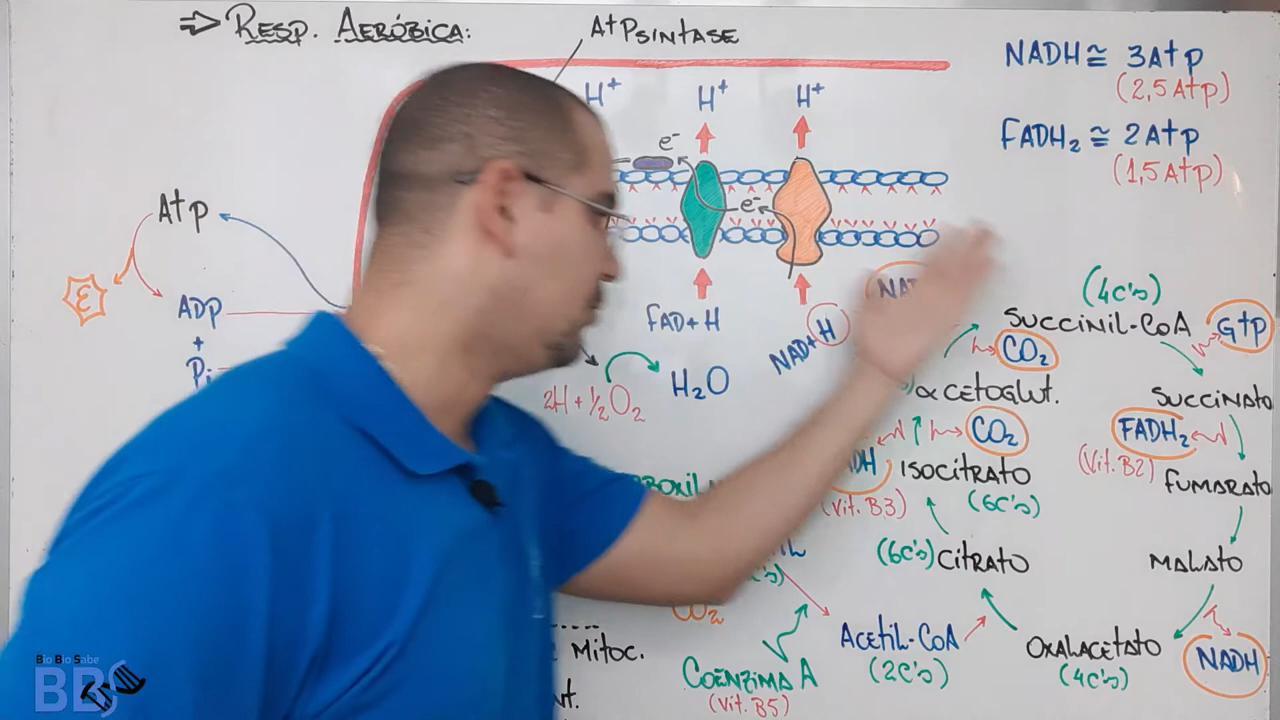 ⇒ RESP. AERÓBICA:
AtPSINTASE
NADH ≅ 3Atp
(2,5 Atp)
FADH₂ ≅ 2Atp
(1,5 Atp)
H⁺ H⁺ H⁺
e⁻
e⁻
Atp
E
ADP
+
Pi
FAD+H
NAD+H
2H + ½O₂
H₂O
(4C's)
SUCCINIL-CoA
Gtp
CO₂
α CETOGLUT.
SUCCINATO
CO₂
FADH₂
(Vit. B2)
ISOCITRATO
(Vit. B3)
(6C's)
FUMARATO
(6C's) CITRATO
MALATO
CO₂
ACETIL-CoA
(2C's)
OXALACETATO
(4C's)
NADH
MITOC.
COENZIMA A
(Vit. B5)
Bio Bio Sabe
BBS